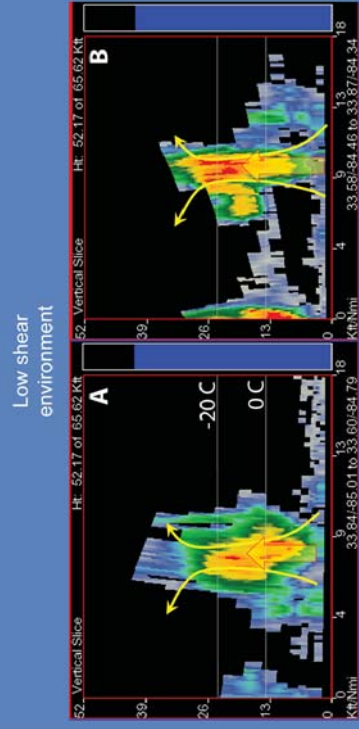 Low shear
environment
52 Vertical Slice Ht: 52.17 of 65.62 Kft
A
39
26
-20 C
13
0 C
0
0 4 9 13 18
Kft/Nmi 33.84/-85.01 to 33.60/-84.79
52 Vertical Slice Ht: 52.17 of 65.62 Kft
B
39
26
13
0
0 4 9 13 18
Kft/Nmi 33.58/-84.46 to 33.87/-84.34